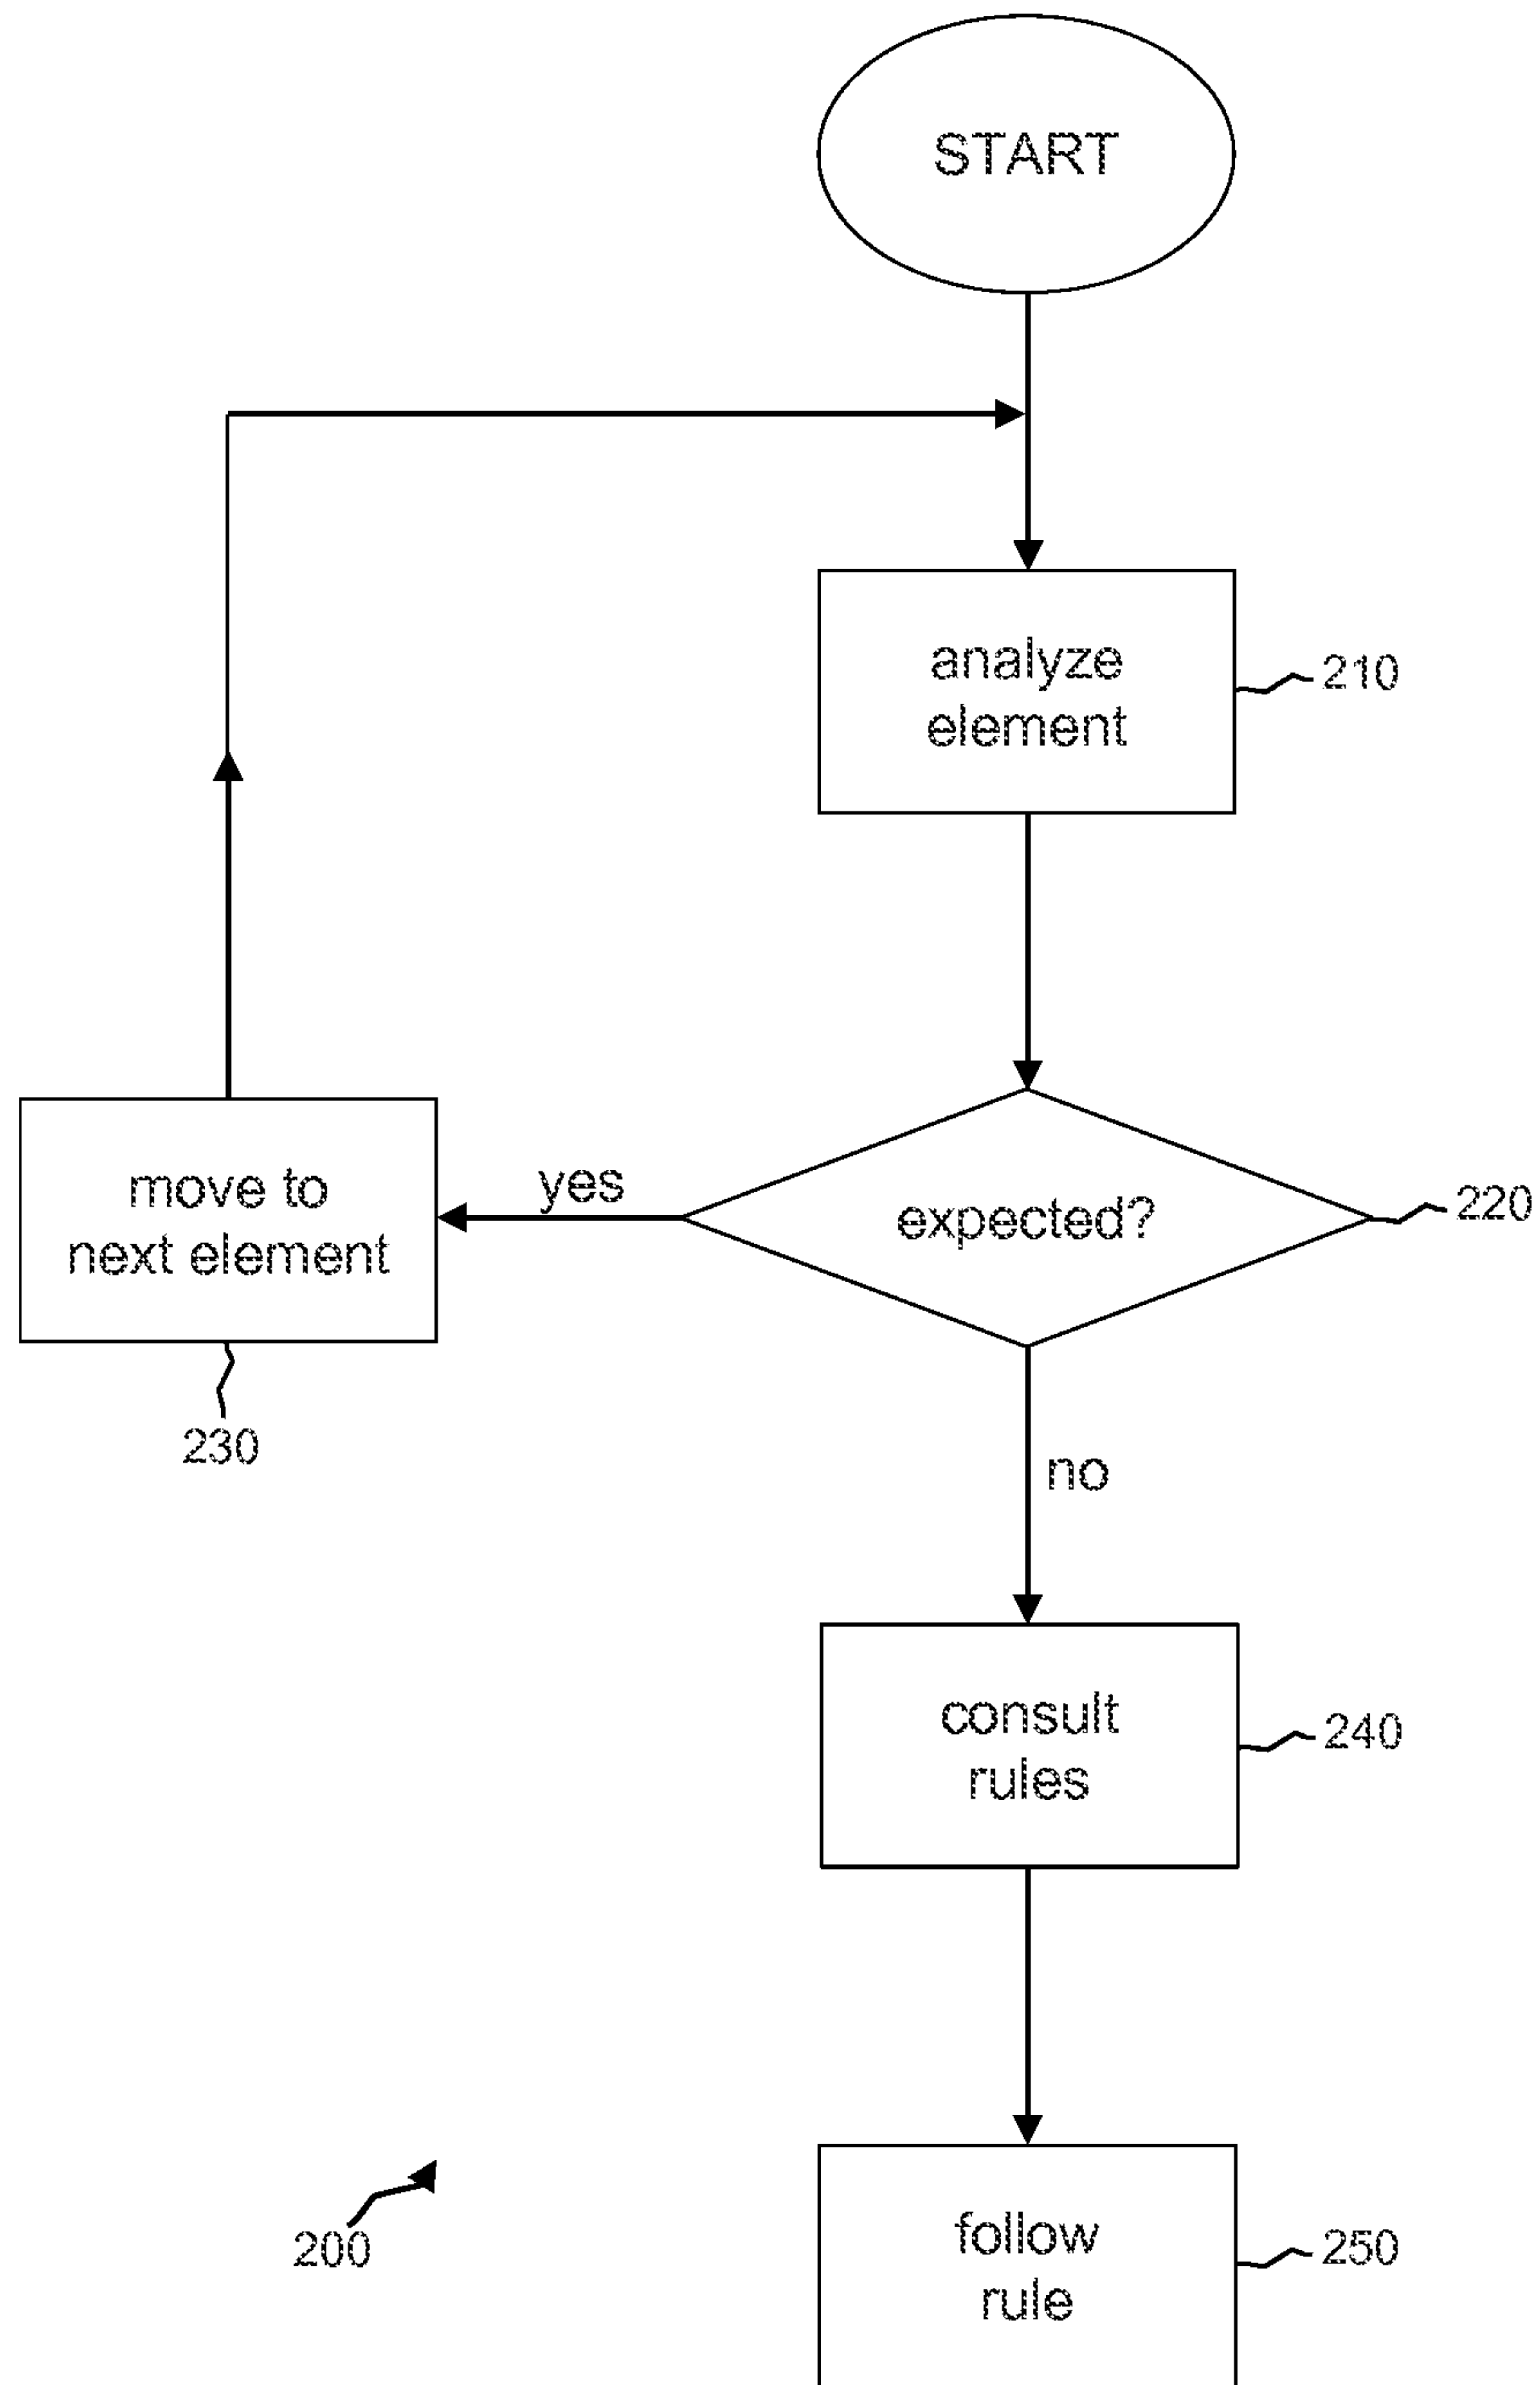 START
analyze
element
210
yes
expected?
220
move to
next element
230
no
consult
rules
240
follow
rule
250
200